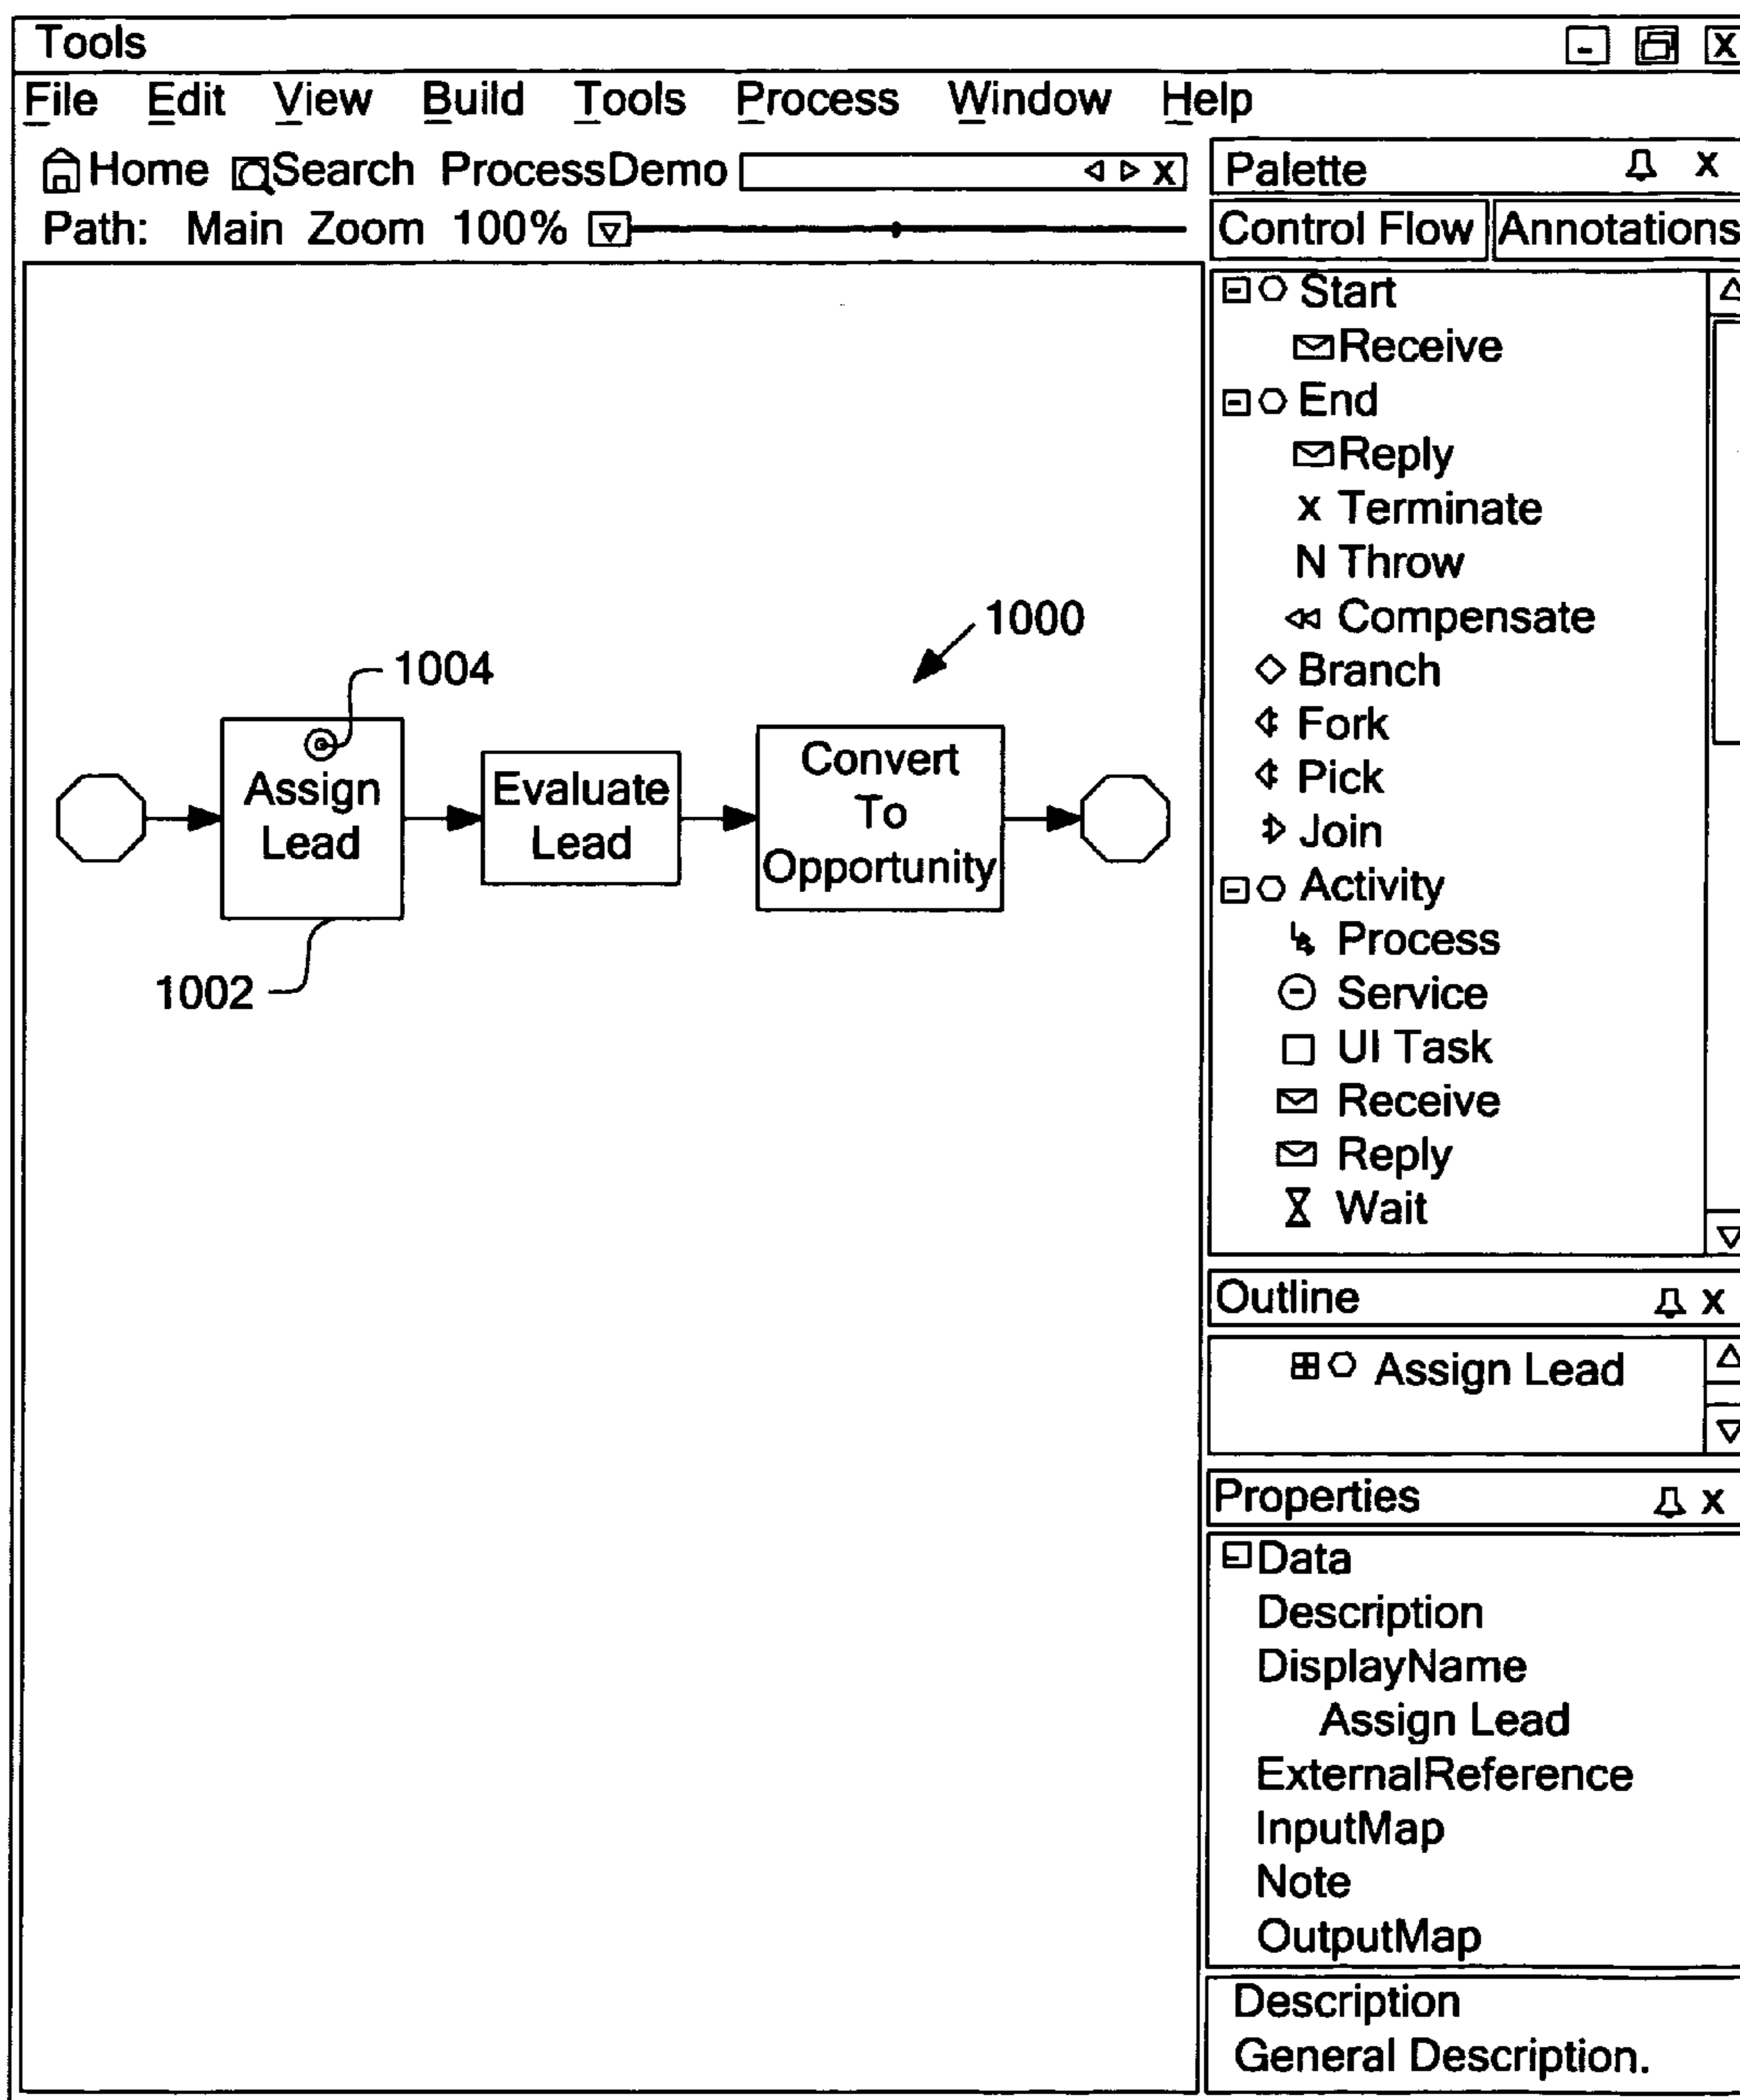 Tools
File Edit View Build Tools Process Window Help
Home Search ProcessDemo
Path: Main Zoom 100%
1000
1004
Assign
Lead
Evaluate
Lead
Convert
To
Opportunity
1002
Palette
Control Flow Annotations
Start
Receive
End
Reply
x Terminate
N Throw
Compensate
Branch
Fork
Pick
Join
Activity
Process
Service
UI Task
Receive
Reply
Wait
Outline
Assign Lead
Properties
Data
Description
DisplayName
Assign Lead
ExternalReference
InputMap
Note
OutputMap
Description
General Description.